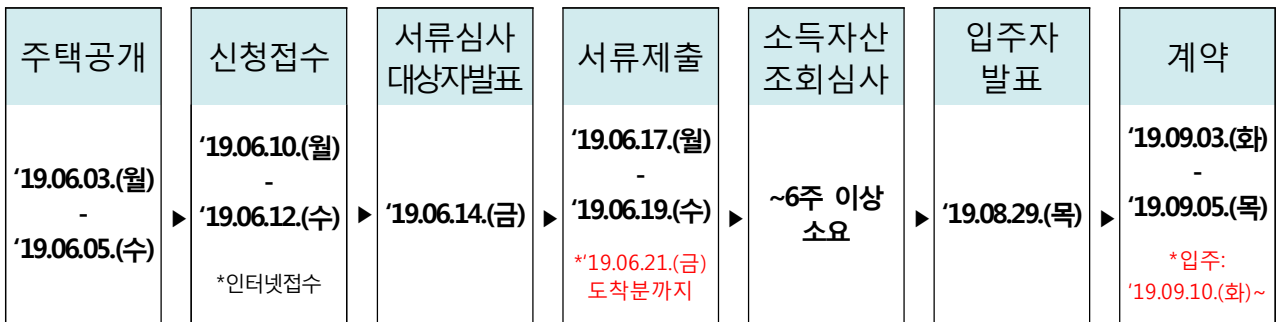 주택공개
‘19.06.03.(월)
-
‘19.06.05.(수)
▶
신청접수
‘19.06.10.(월)
-
‘19.06.12.(수)
*인터넷접수
▶
서류심사
대상자발표
‘19.06.14.(금)
▶
서류제출
‘19.06.17.(월)
-
‘19.06.19.(수)
*‘19.06.21.(금)
도착분까지
▶
소득자산
조회심사
~6주 이상
소요
▶
입주자
발표
‘19.08.29.(목)
▶
계약
‘19.09.03.(화)
-
‘19.09.05.(목)
*입주:
‘19.09.10.(화)~